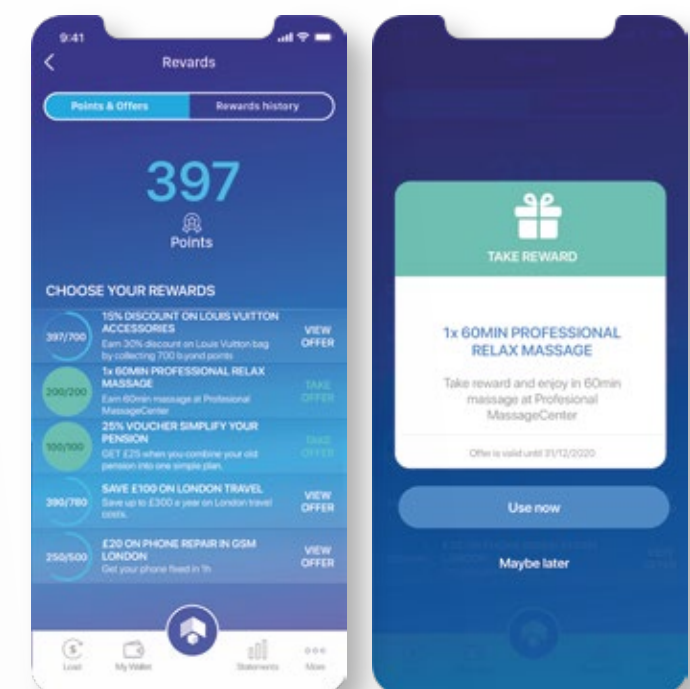 9:41
Revards
Points & Offers
Rewards history
397
Points
CHOOSE YOUR REWARDS
397/700
15% DISCOUNT ON LOUIS VUITTON
ACCESSORIES
Earn 30% discount on Louis Vuitton bag
by collecting 700 b.yond points
VIEW
OFFER
200/200
1x 60MIN PROFESSIONAL RELAX
MASSAGE
Earn 60min massage at Profesional
MassageCenter
TAKE
OFFER
100/100
25% VOUCHER SIMPLIFY YOUR
PENSION
GET £25 when you combine your old
pension into one simple plan.
TAKE
OFFER
390/780
SAVE £100 ON LONDON TRAVEL
Save up to £300 a year on London travel
costs.
VIEW
OFFER
250/500
£20 ON PHONE REPAIR IN GSM
LONDON
Get your phone fixed in 1h
VIEW
OFFER
Load
My Wallet
Statements
More
TAKE REWARD
1x 60MIN PROFESSIONAL
RELAX MASSAGE
Take reward and enjoy in 60min
massage at Profesional
MassageCenter
Offer is valid until 31/12/2020
Use now
Maybe later